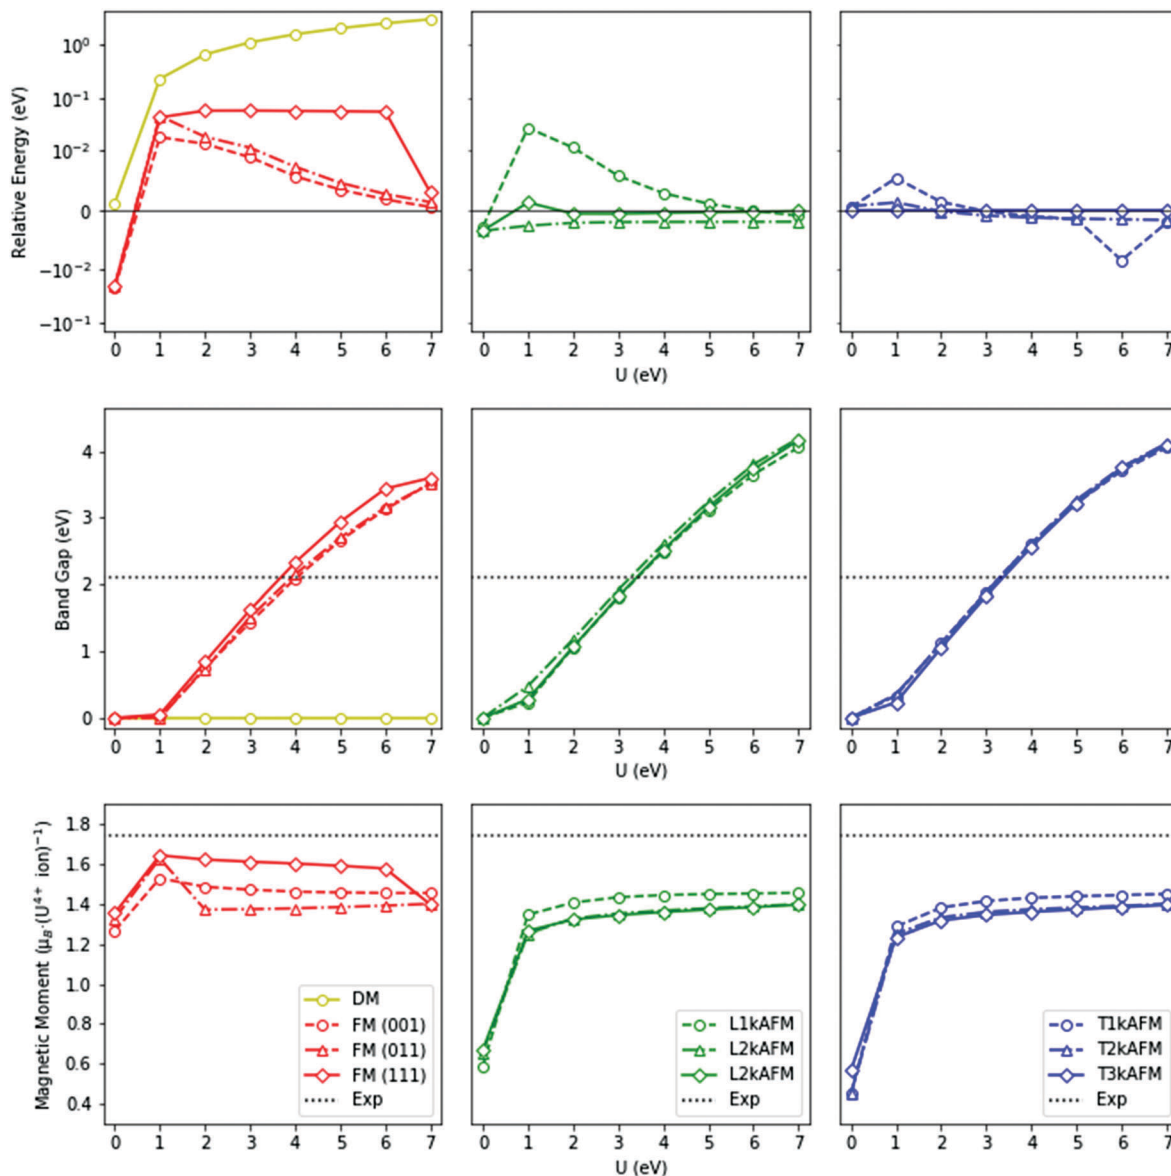 Relative Energy (eV)
10⁰
10⁻¹
10⁻²
0
−10⁻²
−10⁻¹
0 1 2 3 4 5 6 7
0 1 2 3 4 5 6 7
U (eV)
0 1 2 3 4 5 6 7
Band Gap (eV)
4
3
2
1
0
0 1 2 3 4 5 6 7
0 1 2 3 4 5 6 7
U (eV)
0 1 2 3 4 5 6 7
Magnetic Moment (μ_B·(U⁴⁺ ion)⁻¹)
1.8
1.6
1.4
1.2
1.0
0.8
0.6
0.4
DM
FM (001)
FM (011)
FM (111)
Exp
L1kAFM
L2kAFM
L2kAFM
Exp
T1kAFM
T2kAFM
T3kAFM
Exp
0 1 2 3 4 5 6 7
0 1 2 3 4 5 6 7
U (eV)
0 1 2 3 4 5 6 7